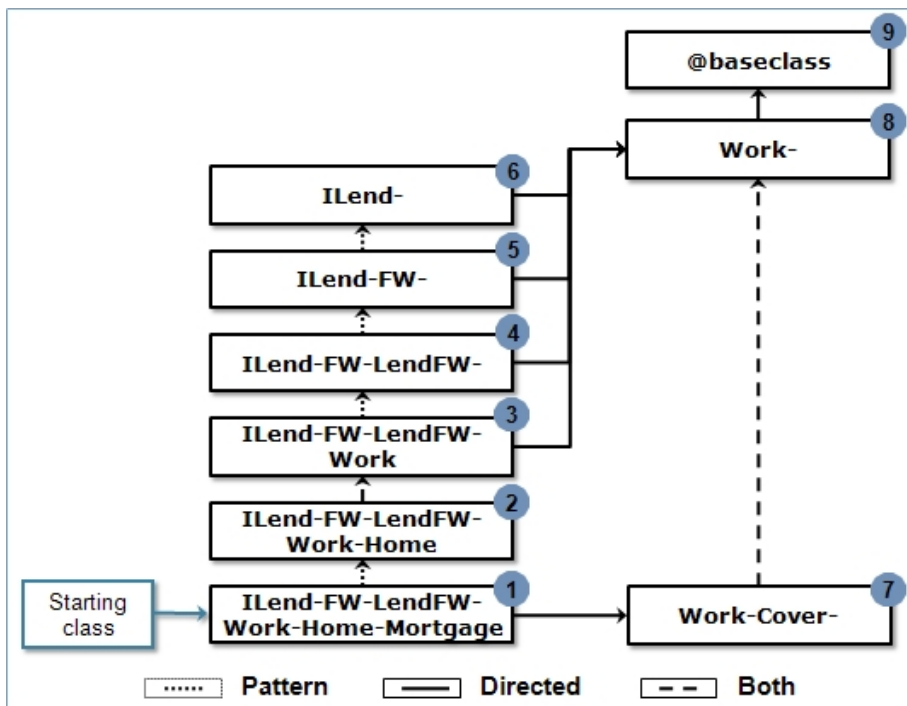 9
@baseclass
8
Work-
6
ILend-
5
ILend-FW-
4
ILend-FW-LendFW-
3
ILend-FW-LendFW-
Work
2
ILend-FW-LendFW-
Work-Home
Starting
class
1
ILend-FW-LendFW-
Work-Home-Mortgage
7
Work-Cover-
Pattern
Directed
Both